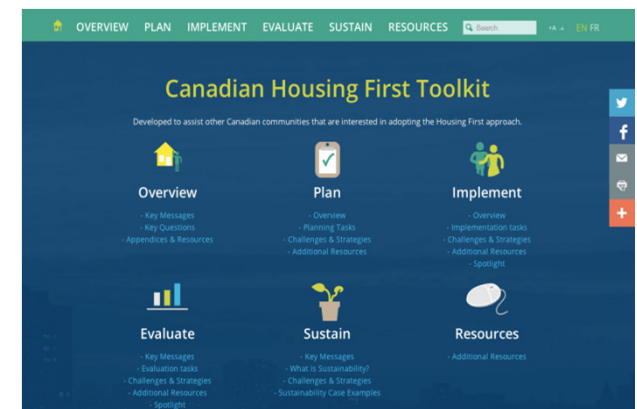 OVERVIEW PLAN IMPLEMENT EVALUATE SUSTAIN RESOURCES Search EN FR
Canadian Housing First Toolkit
Developed to assist other Canadian communities that are interested in adopting the Housing First approach.
Overview
- Key Messages
- Key Questions
- Appendices & Resources
Plan
- Overview
- Planning Tasks
- Challenges & Strategies
- Additional Resources
Implement
- Overview
- Implementation tasks
- Challenges & Strategies
- Additional Resources
- Spotlight
Evaluate
- Key Messages
- Evaluation tasks
- Challenges & Strategies
- Additional Resources
- Spotlight
Sustain
- Key Messages
- What is Sustainability?
- Challenges & Strategies
- Sustainability Case Examples
Resources
- Additional Resources